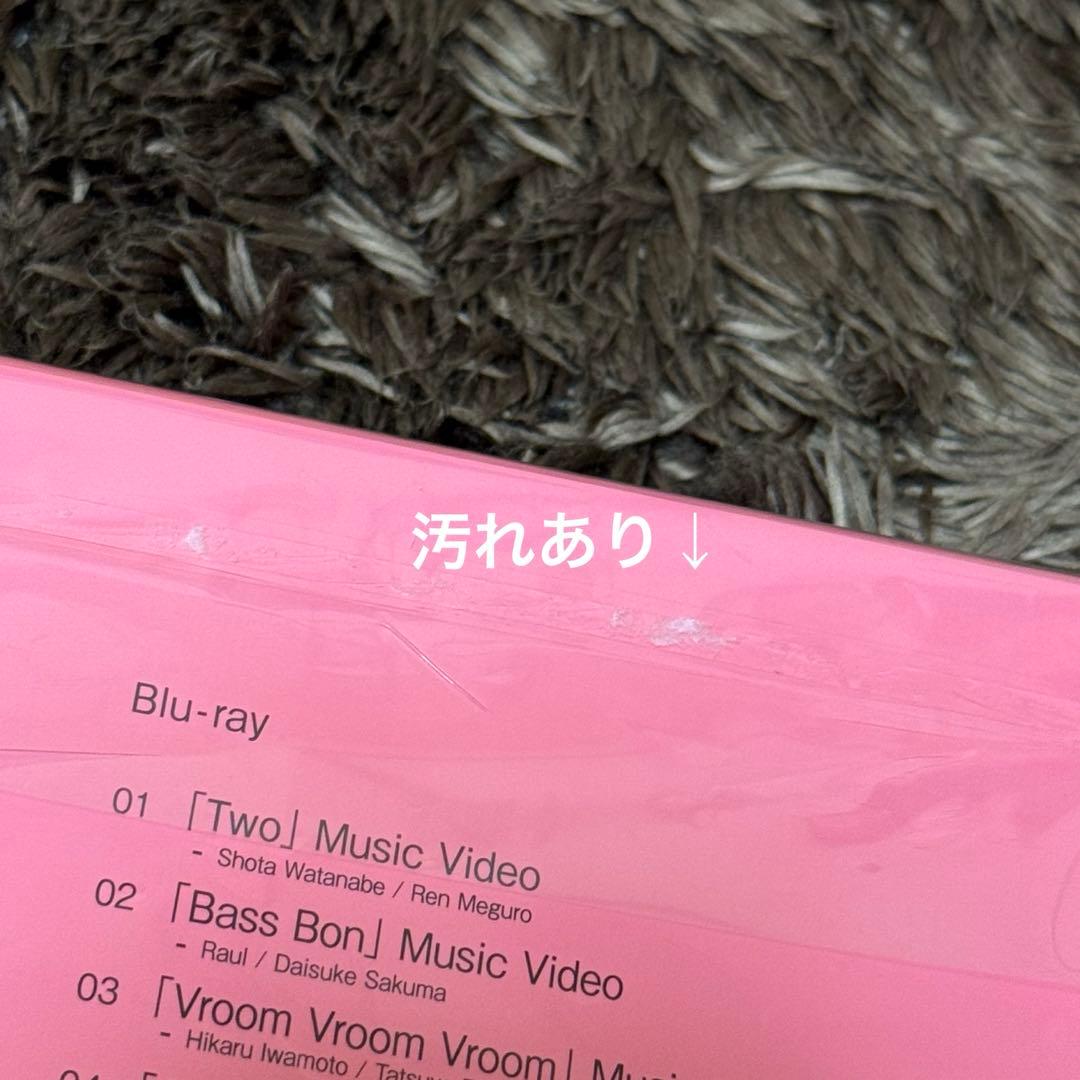 汚れあり↓
Blu-ray
01 「Two」 Music Video
- Shota Watanabe / Ren Meguro
02 「Bass Bon」 Music Video
- Raul / Daisuke Sakuma
03 「Vroom Vroom Vroom」
- Hikaru Iwamoto /
04